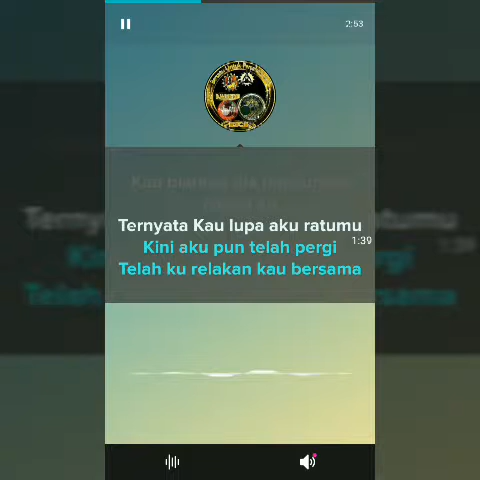 2:53
Ternyata Kau lupa aku ratumu
1:39
Kini aku pun telah pergi
Telah ku relakan kau bersama